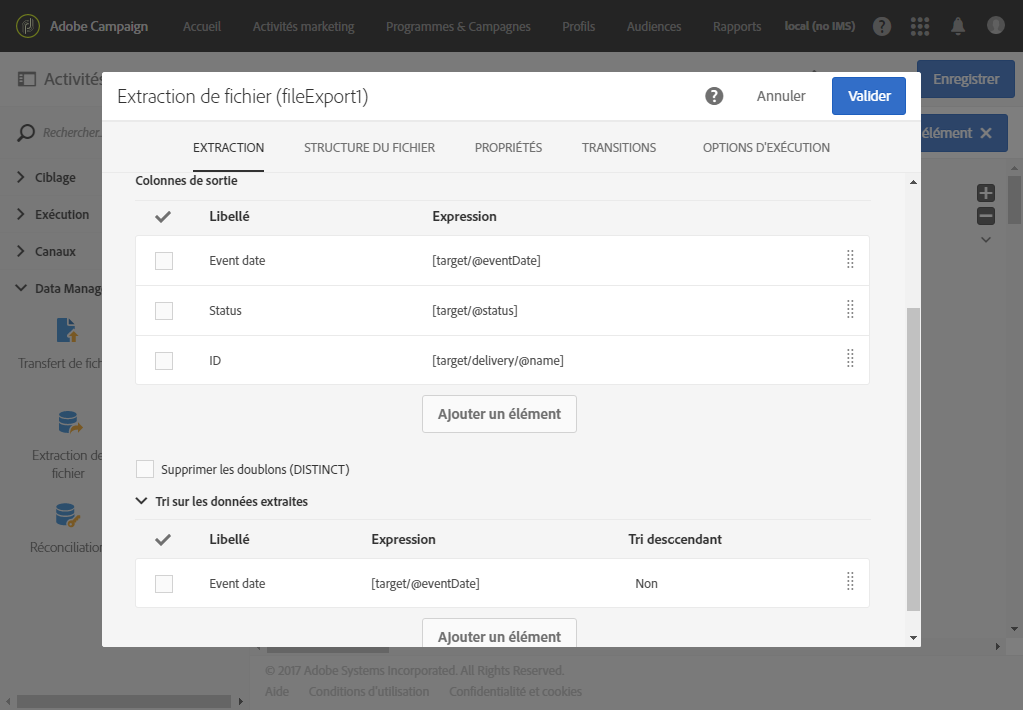 Adobe Campaign Accueil Activités marketing Programmes & Campagnes Profils Audiences Rapports local (no IMS) ?
Activités
Enregistrer
Extraction de fichier (fileExport1) ? Annuler Valider
Rechercher...
élément ×
EXTRACTION STRUCTURE DU FICHIER PROPRIÉTÉS TRANSITIONS OPTIONS D'EXÉCUTION
Ciblage
Exécution
Canaux
Data Manag
Transfert de fich
Extraction de
fichier
Réconciliation
Colonnes de sortie
Libellé Expression
Event date [target/@eventDate]
Status [target/@status]
ID [target/delivery/@name]
Ajouter un élément
Supprimer les doublons (DISTINCT)
Tri sur les données extraites
Libellé Expression Tri desccendant
Event date [target/@eventDate] Non
Ajouter un élément
© 2017 Adobe Systems Incorporated. All Rights Reserved.
Aide Conditions d'utilisation Confidentialité et cookies